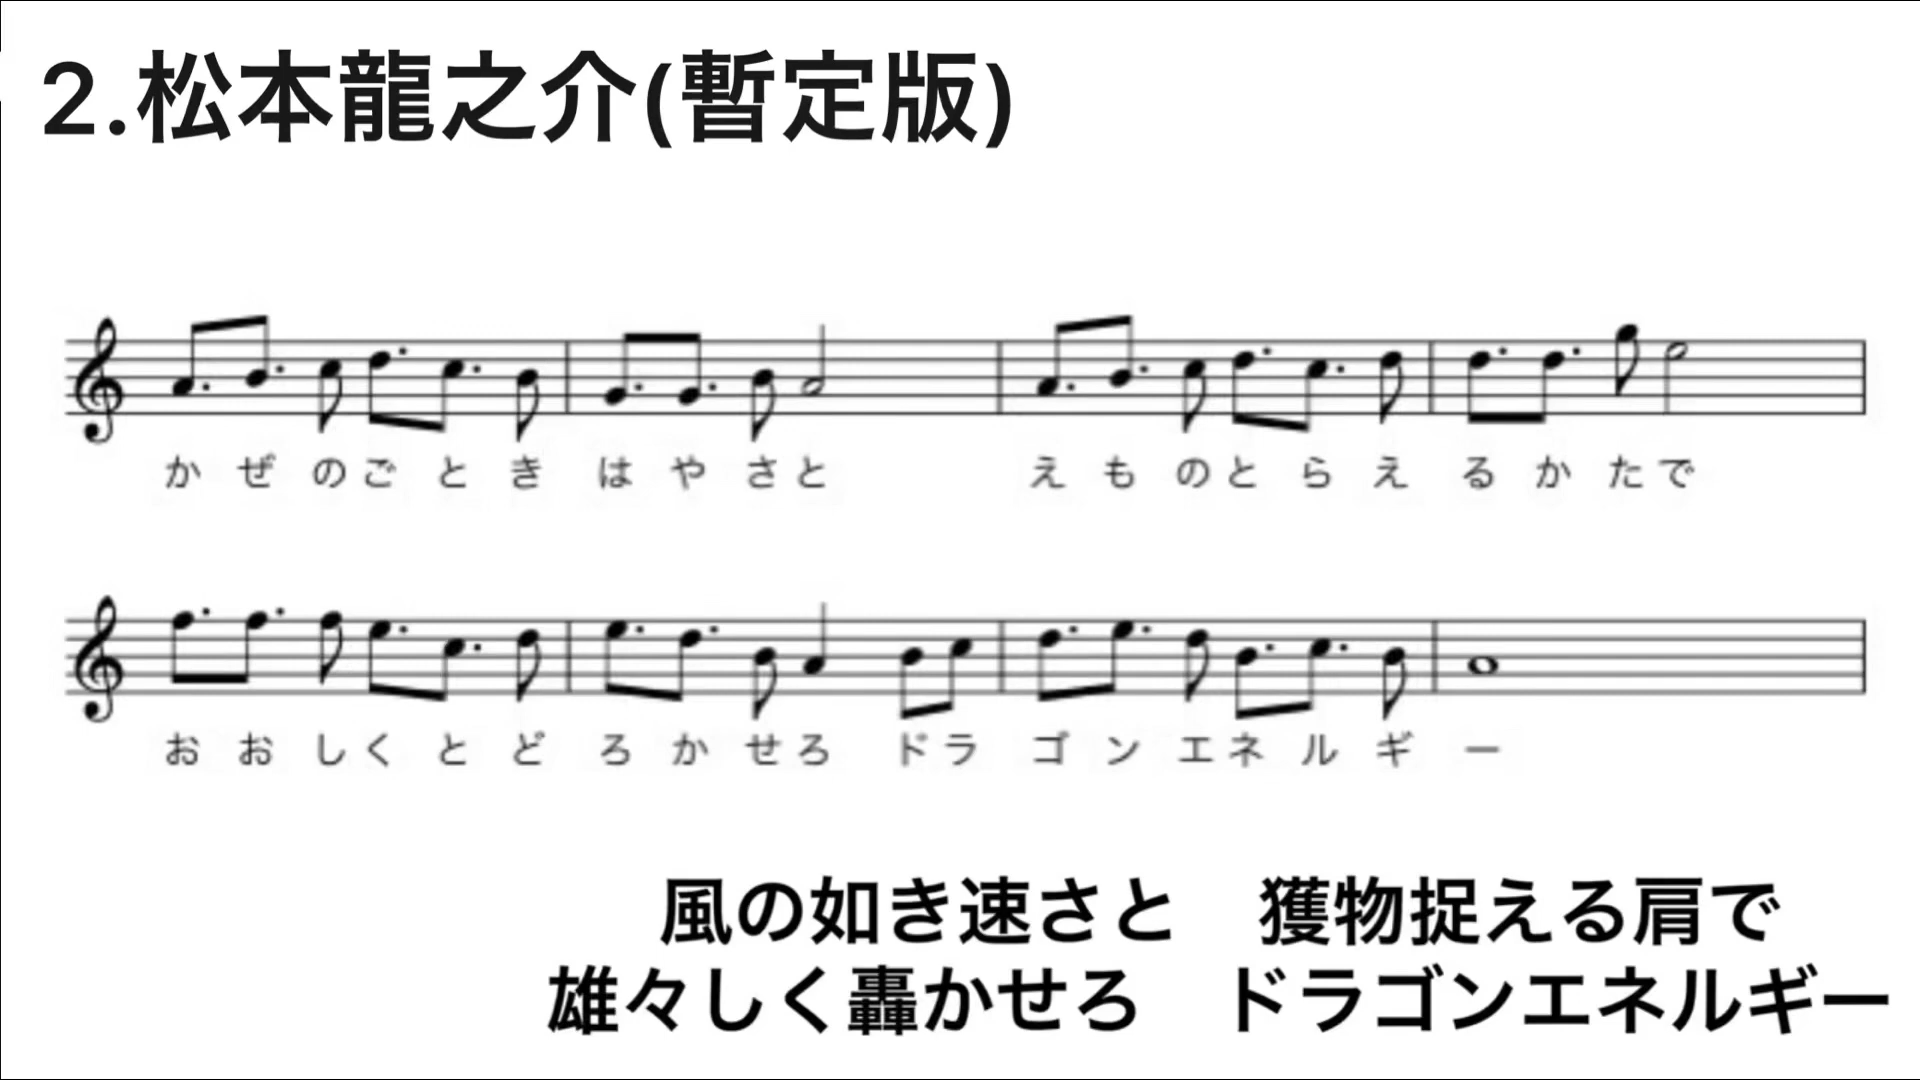 2.松本龍之介(暫定版)
かぜのごとき はやさと えものとらえ るかたで
おおしくとど ろかせろ ドラ ゴンエネルギ ー
風の如き速さと　獲物捉える肩で
雄々しく轟かせろ　ドラゴンエネルギー